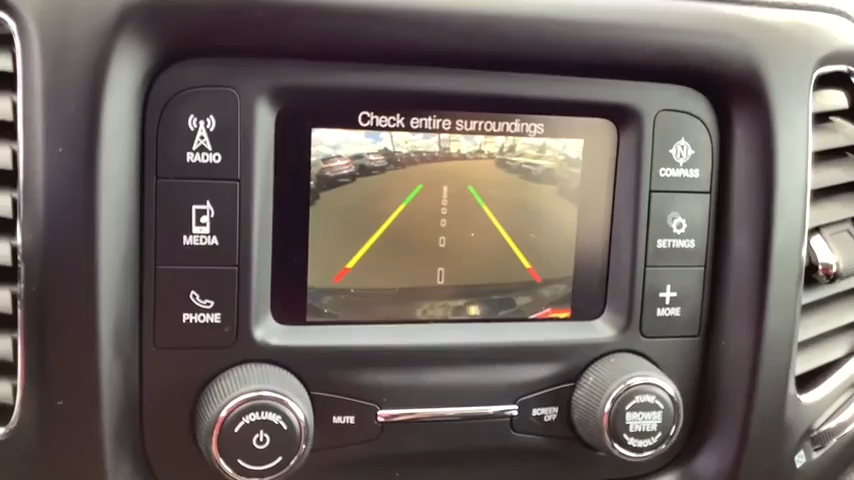 Check entire surroundings
RADIO
MEDIA
PHONE
N
COMPASS
SETTINGS
MORE
VOLUME
MUTE
SCREEN
OFF
TUNE
BROWSE
ENTER
SCROLL